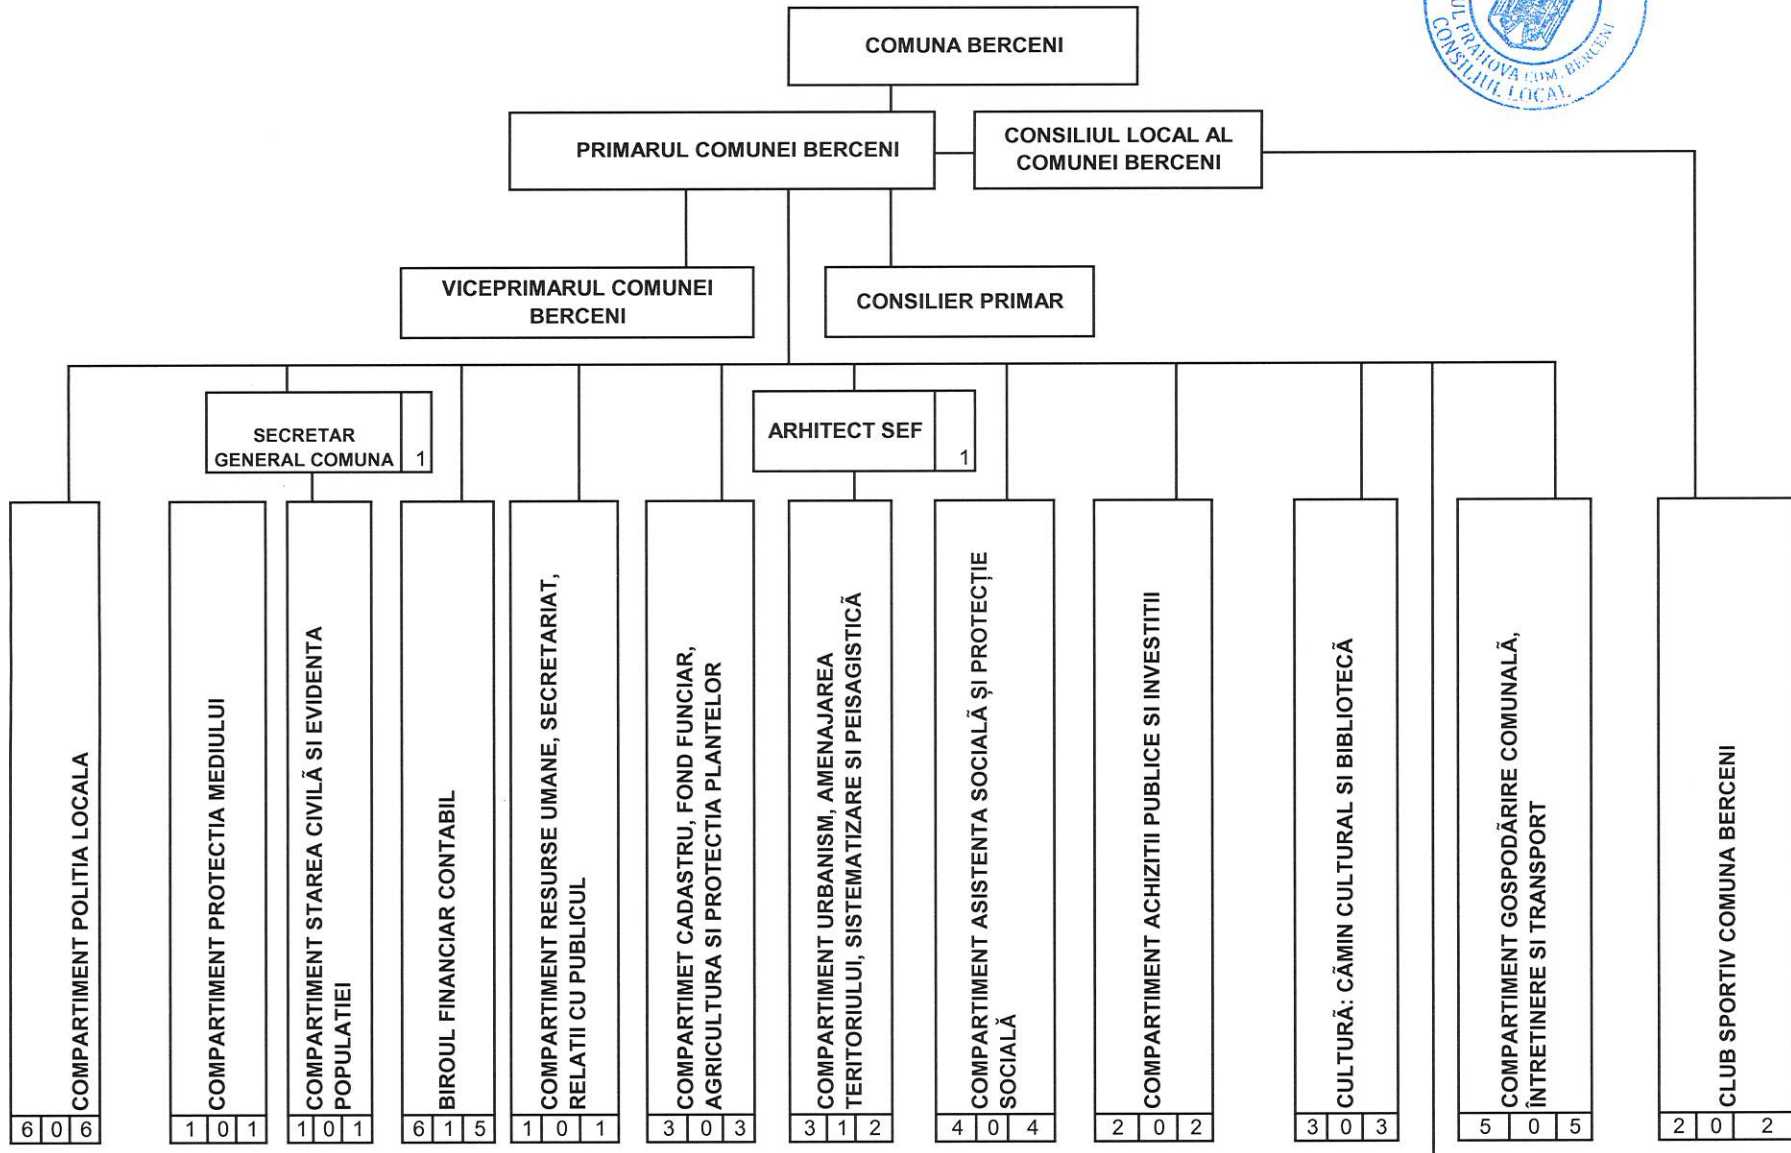 COMUNA BERCENI
UL PRAHOVA COM. BERCENI
CONSILIUL LOCAL
PRIMARUL COMUNEI BERCENI
CONSILIUL LOCAL AL
COMUNEI BERCENI
VICEPRIMARUL COMUNEI
BERCENI
CONSILIER PRIMAR
SECRETAR
GENERAL COMUNA 1
ARHITECT SEF
1
COMPARTIMENT POLITIA LOCALA
6 0 6
COMPARTIMENT PROTECTIA MEDIULUI
1 0 1
COMPARTIMENT STAREA CIVILĂ SI EVIDENTA
POPULATIEI
1 0 1
BIROUL FINANCIAR CONTABIL
6 1 5
COMPARTIMENT RESURSE UMANE, SECRETARIAT,
RELATII CU PUBLICUL
1 0 1
COMPARTIMET CADASTRU, FOND FUNCIAR,
AGRICULTURA SI PROTECTIA PLANTELOR
3 0 3
COMPARTIMENT URBANISM, AMENAJAREA
TERITORIULUI, SISTEMATIZARE SI PEISAGISTICĂ
3 1 2
COMPARTIMENT ASISTENTA SOCIALĂ ȘI PROTECȚIE
SOCIALĂ
4 0 4
COMPARTIMENT ACHIZITII PUBLICE SI INVESTITII
2 0 2
CULTURĂ: CĂMIN CULTURAL SI BIBLIOTECĂ
3 0 3
COMPARTIMENT GOSPODĂRIRE COMUNALĂ,
ÎNTRETINERE SI TRANSPORT
5 0 5
CLUB SPORTIV COMUNA BERCENI
2 0 2